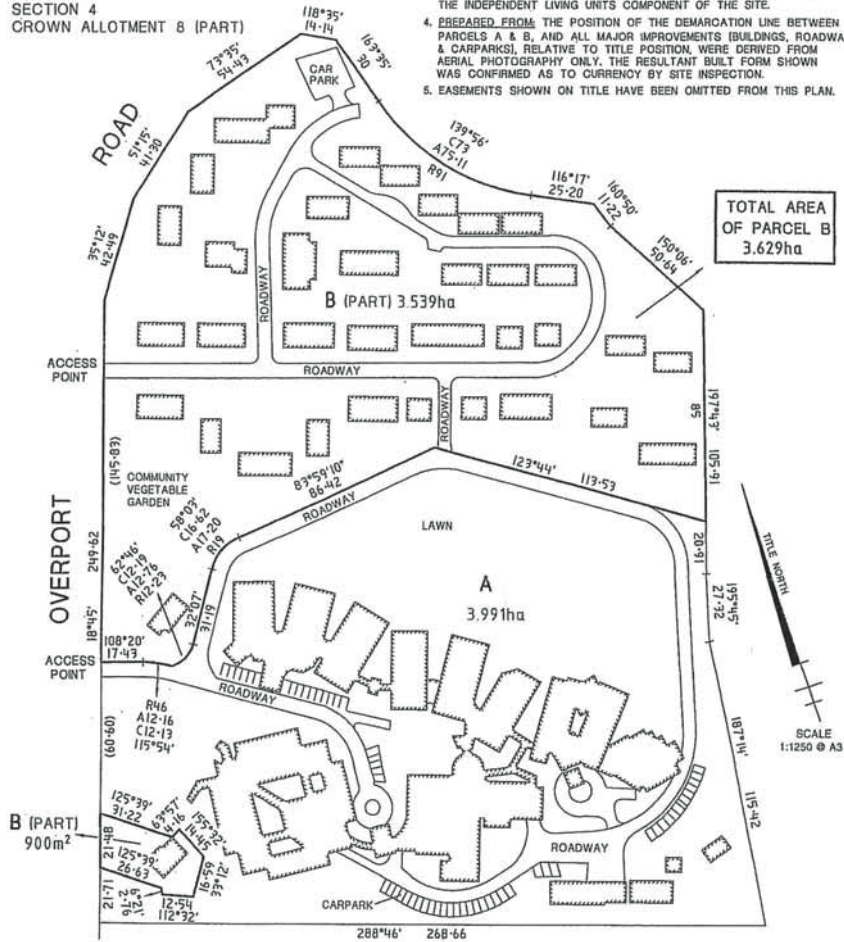 SECTION 4
CROWN ALLOTMENT 8 (PART)
THE INDEPENDENT LIVING UNITS COMPONENT OF THE SITE.
4. PREPARED FROM: THE POSITION OF THE DEMARCATION LINE BETWEEN
PARCELS A & B, AND ALL MAJOR IMPROVEMENTS (BUILDINGS, ROADWA
& CARPARKS), RELATIVE TO TITLE POSITION, WERE DERIVED FROM
AERIAL PHOTOGRAPHY ONLY. THE RESULTANT BUILT FORM SHOWN
WAS CONFIRMED AS TO CURRENCY BY SITE INSPECTION.
5. EASEMENTS SHOWN ON TITLE HAVE BEEN OMITTED FROM THIS PLAN.
118°35'
14·14
163°35'
30
73°35'
54·43
CAR
PARK
ROAD
51°15'
41·30
139°56'
C73
A75·11
R91
116°17'
25·20
160°50'
11·22
150°06'
50·64
TOTAL AREA
OF PARCEL B
3.629ha
35°12'
42·49
ROADWAY
B (PART) 3.539ha
ACCESS
POINT
ROADWAY
ROADWAY
197°43'
85
105·91
(145·83)
COMMUNITY
VEGETABLE
GARDEN
83°59'10"
86·42
ROADWAY
123°44'
113·53
LAWN
58°03'
C16·62
A17·20
R19
62°46'
C12·19
A12·76
R12·23
OVERPORT
249·62
18°45'
32°07'
31·19
A
3.991ha
20·91
195°45'
27·32
TITLE NORTH
108°20'
17·43
ACCESS
POINT
ROADWAY
R46
A12·16
C12·13
115°54'
(60·60)
187°14'
115·42
SCALE
1:1250 @ A3
125°39'
31·22
63°57'
4·16
155°32'
14·45
B (PART)
900m²
21·48
125°39'
26·63
16·59
33°12'
21·71
6°21'
2·76
12·54
112°32'
ROADWAY
CARPARK
288°46' 268·66